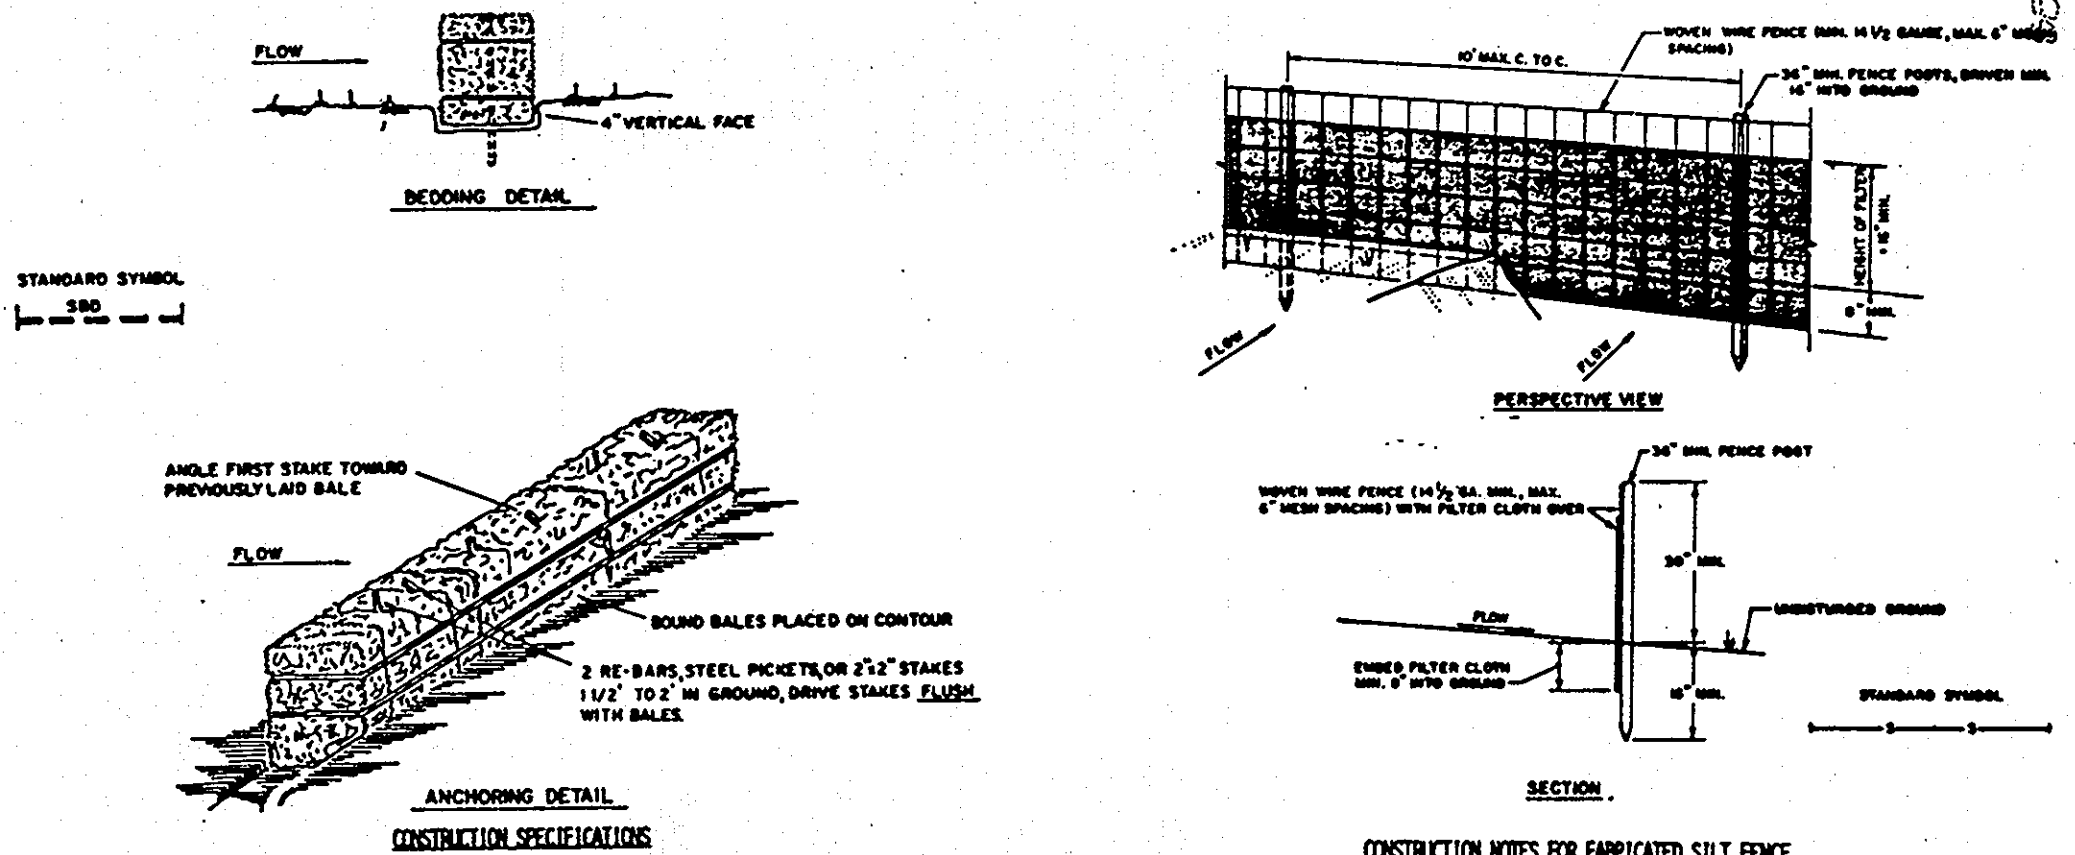 FLOW
4" VERTICAL FACE
BEDDING DETAIL
STANDARD SYMBOL
SBD
ANGLE FIRST STAKE TOWARD
PREVIOUSLY LAID BALE
FLOW
BOUND BALES PLACED ON CONTOUR
2 RE-BARS, STEEL PICKETS, OR 2"x2" STAKES
1 1/2' TO 2' IN GROUND, DRIVE STAKES FLUSH
WITH BALES.
ANCHORING DETAIL
CONSTRUCTION SPECIFICATIONS
WOVEN WIRE FENCE (MIN. 14 1/2 GAUGE, MAX. 6" MESH
SPACING)
10' MAX. C. TO C.
36" MIN. FENCE POSTS, DRIVEN MIN.
16" INTO GROUND
HEIGHT OF FILTER
16" MIN.
8" MIN.
FLOW
FLOW
PERSPECTIVE VIEW
36" MIN. FENCE POST
WOVEN WIRE FENCE (14 1/2 GA. MIN., MAX.
6" MESH SPACING) WITH FILTER CLOTH OVER
20" MIN.
UNDISTURBED GROUND
FLOW
EMBED FILTER CLOTH
MIN. 8" INTO GROUND
16" MIN.
STANDARD SYMBOL
S S
SECTION
CONSTRUCTION NOTES FOR FABRICATED SILT FENCE